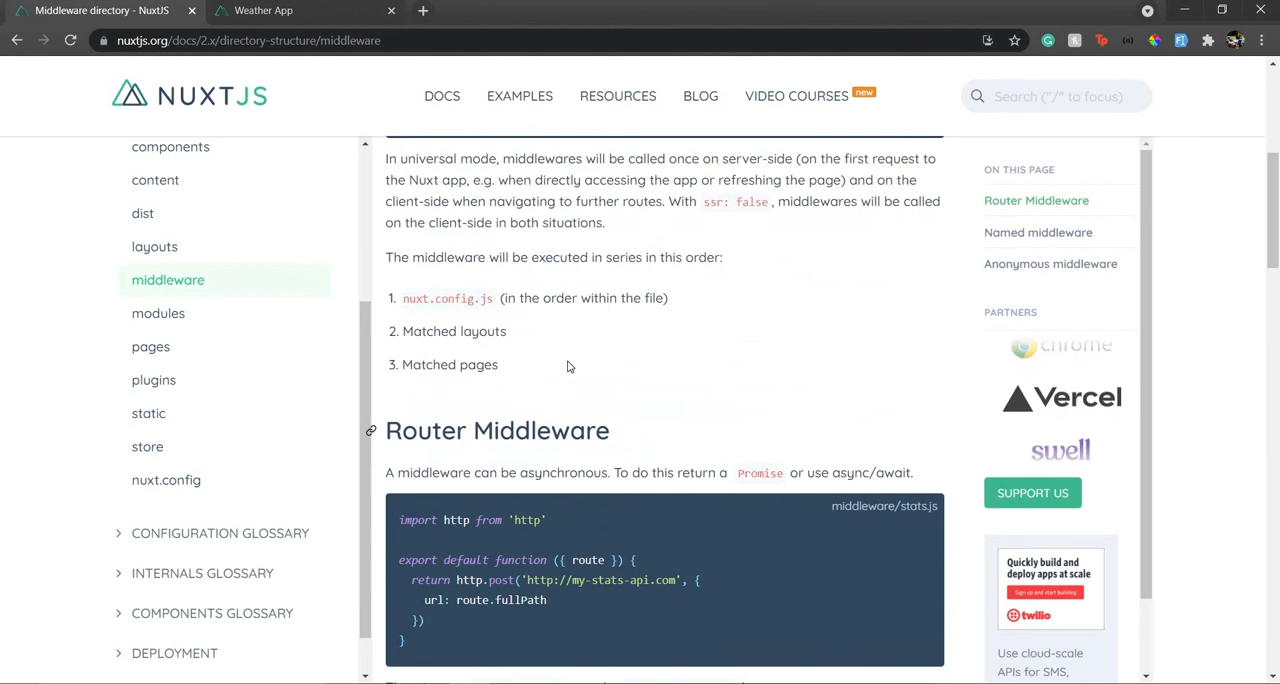 Middleware directory - NuxtJS
Weather App
nuxtjs.org/docs/2.x/directory-structure/middleware
NUXTJS
DOCS
EXAMPLES
RESOURCES
BLOG
VIDEO COURSES new
Search ("/" to focus)
components
content
dist
layouts
middleware
modules
pages
plugins
static
store
nuxt.config
CONFIGURATION GLOSSARY
INTERNALS GLOSSARY
COMPONENTS GLOSSARY
DEPLOYMENT
In universal mode, middlewares will be called once on server-side (on the first request to
the Nuxt app, e.g. when directly accessing the app or refreshing the page) and on the
client-side when navigating to further routes. With ssr: false, middlewares will be called
on the client-side in both situations.
The middleware will be executed in series in this order:
1. nuxt.config.js (in the order within the file)
2. Matched layouts
3. Matched pages
Router Middleware
A middleware can be asynchronous. To do this return a Promise or use async/await.
middleware/stats.js
import http from 'http'
export default function ({ route }) {
return http.post('http://my-stats-api.com', {
url: route.fullPath
})
}
ON THIS PAGE
Router Middleware
Named middleware
Anonymous middleware
PARTNERS
chrome
Vercel
swell
SUPPORT US
Quickly build and
deploy apps at scale
Sign up and start building
twilio
Use cloud-scale
APIs for SMS,